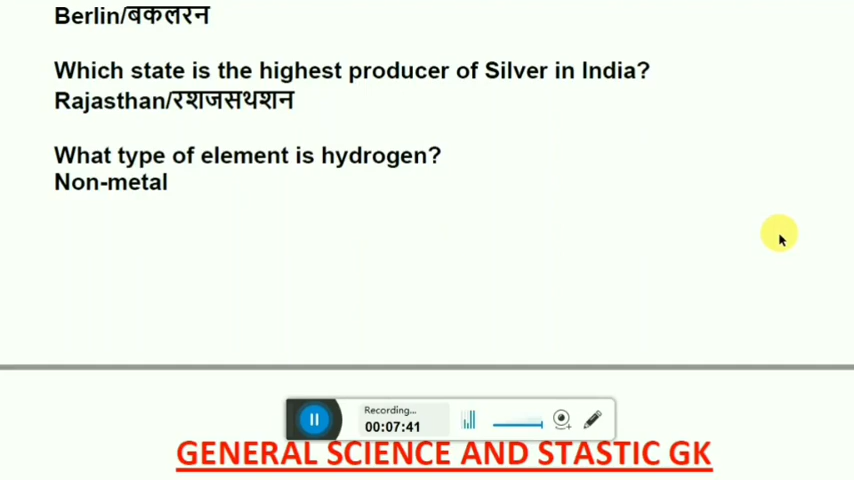 Berlin/बकलरन
Which state is the highest producer of Silver in India?
Rajasthan/रशजसथशन
What type of element is hydrogen?
Non-metal
Recording...
00:07:41
GENERAL SCIENCE AND STASTIC GK